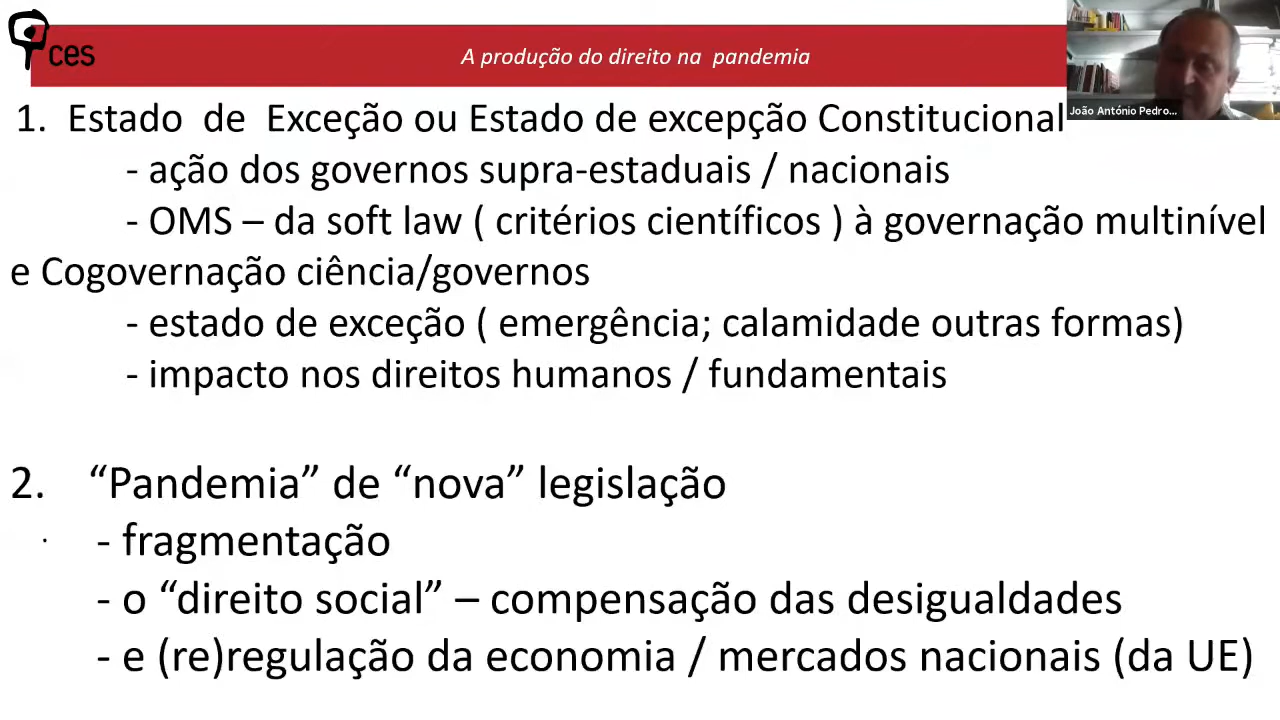 ces
A produção do direito na pandemia
João António Pedro...
1. Estado de Exceção ou Estado de excepção Constitucional
- ação dos governos supra-estaduais / nacionais
- OMS – da soft law ( critérios científicos ) à governação multinível
e Cogovernação ciência/governos
- estado de exceção ( emergência; calamidade outras formas)
- impacto nos direitos humanos / fundamentais
2. “Pandemia” de “nova” legislação
- fragmentação
- o “direito social” – compensação das desigualdades
- e (re)regulação da economia / mercados nacionais (da UE)